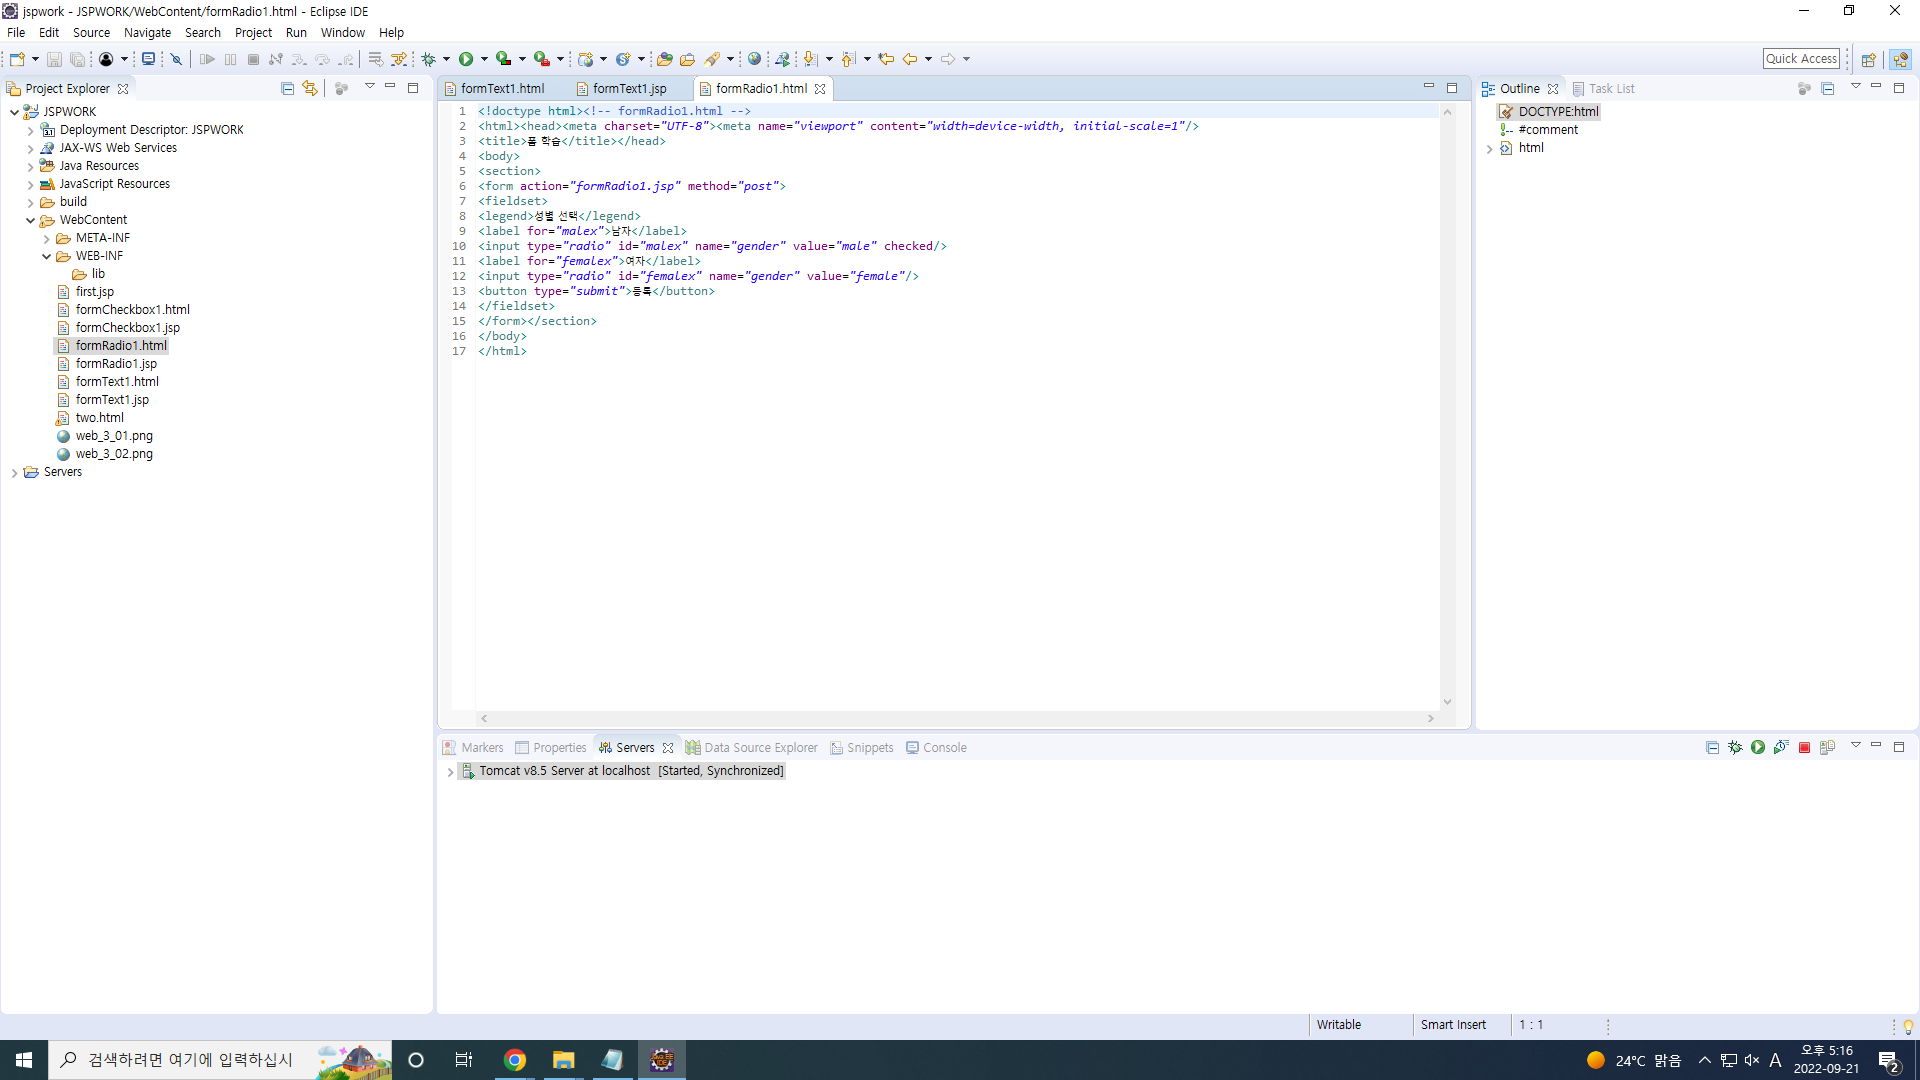 jspwork - JSPWORK/WebContent/formRadio1.html - Eclipse IDE
File Edit Source Navigate Search Project Run Window Help
Quick Access
Project Explorer
JSPWORK
Deployment Descriptor: JSPWORK
JAX-WS Web Services
Java Resources
JavaScript Resources
build
WebContent
META-INF
WEB-INF
lib
first.jsp
formCheckbox1.html
formCheckbox1.jsp
formRadio1.html
formRadio1.jsp
formText1.html
formText1.jsp
two.html
web_3_01.png
web_3_02.png
Servers
formText1.html formText1.jsp formRadio1.html
1 <!doctype html><!-- formRadio1.html -->
2 <html><head><meta charset="UTF-8"><meta name="viewport" content="width=device-width, initial-scale=1"/>
3 <title>폼 학습</title></head>
4 <body>
5 <section>
6 <form action="formRadio1.jsp" method="post">
7 <fieldset>
8 <legend>성별 선택</legend>
9 <label for="malex">남자</label>
10 <input type="radio" id="malex" name="gender" value="male" checked/>
11 <label for="femalex">여자</label>
12 <input type="radio" id="femalex" name="gender" value="female"/>
13 <button type="submit">등록</button>
14 </fieldset>
15 </form></section>
16 </body>
17 </html>
Outline Task List
DOCTYPE:html
#comment
html
Markers Properties Servers Data Source Explorer Snippets Console
Tomcat v8.5 Server at localhost [Started, Synchronized]
Writable Smart Insert 1 : 1
검색하려면 여기에 입력하십시
24°C 맑음 A 오후 5:16
2022-09-21 2